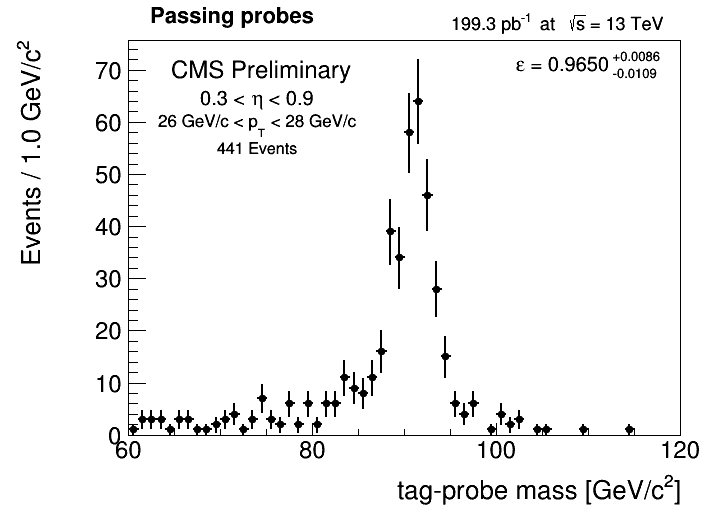 Passing probes
199.3 pb⁻¹ at √s = 13 TeV
CMS Preliminary
ε = 0.9650 +0.0086 -0.0109
0.3 < η < 0.9
26 GeV/c < p_T < 28 GeV/c
441 Events
Events / 1.0 GeV/c²
70
60
50
40
30
20
10
0
60 80 100 120
tag-probe mass [GeV/c²]